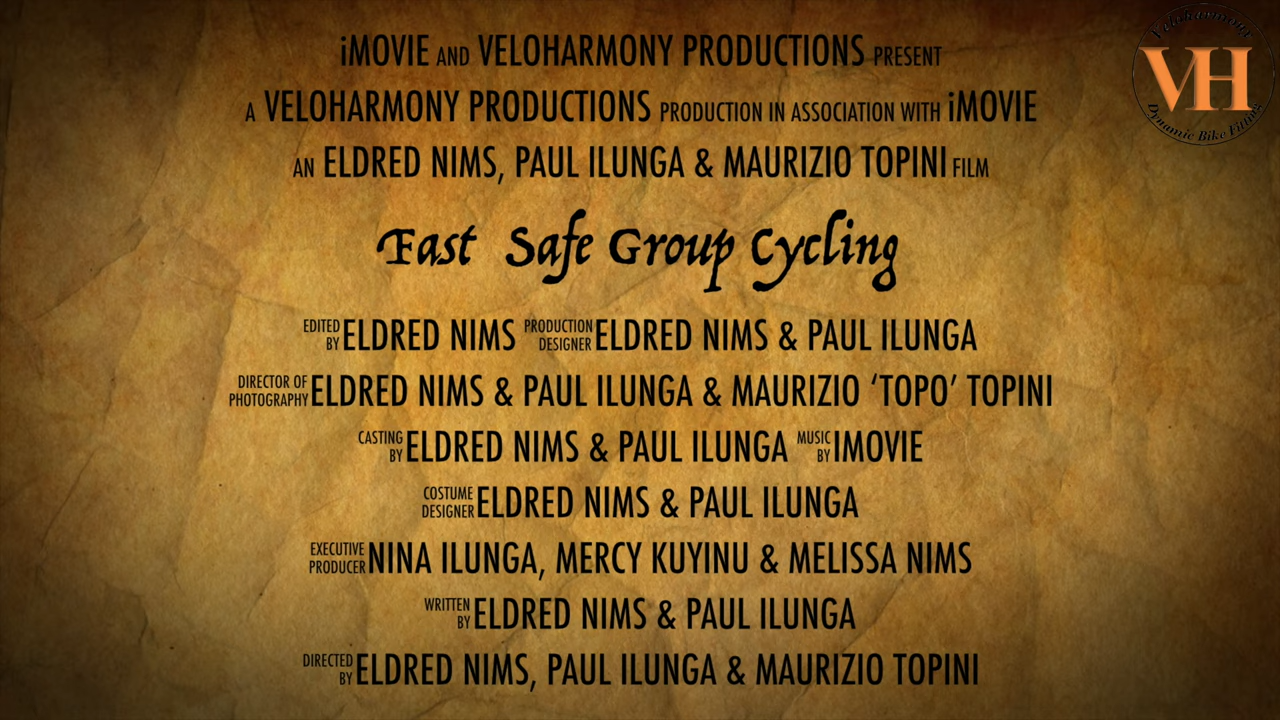 iMOVIE AND VELOHARMONY PRODUCTIONS PRESENT
A VELOHARMONY PRODUCTIONS PRODUCTION IN ASSOCIATION WITH iMOVIE
AN ELDRED NIMS, PAUL ILUNGA & MAURIZIO TOPINI FILM
Fast Safe Group Cycling
EDITED BY ELDRED NIMS PRODUCTION DESIGNER ELDRED NIMS & PAUL ILUNGA
DIRECTOR OF PHOTOGRAPHY ELDRED NIMS & PAUL ILUNGA & MAURIZIO ‘TOPO’ TOPINI
CASTING BY ELDRED NIMS & PAUL ILUNGA MUSIC BY IMOVIE
COSTUME DESIGNER ELDRED NIMS & PAUL ILUNGA
EXECUTIVE PRODUCER NINA ILUNGA, MERCY KUYINU & MELISSA NIMS
WRITTEN BY ELDRED NIMS & PAUL ILUNGA
DIRECTED BY ELDRED NIMS, PAUL ILUNGA & MAURIZIO TOPINI
Veloharmony
VH
Dynamic Bike Fitting